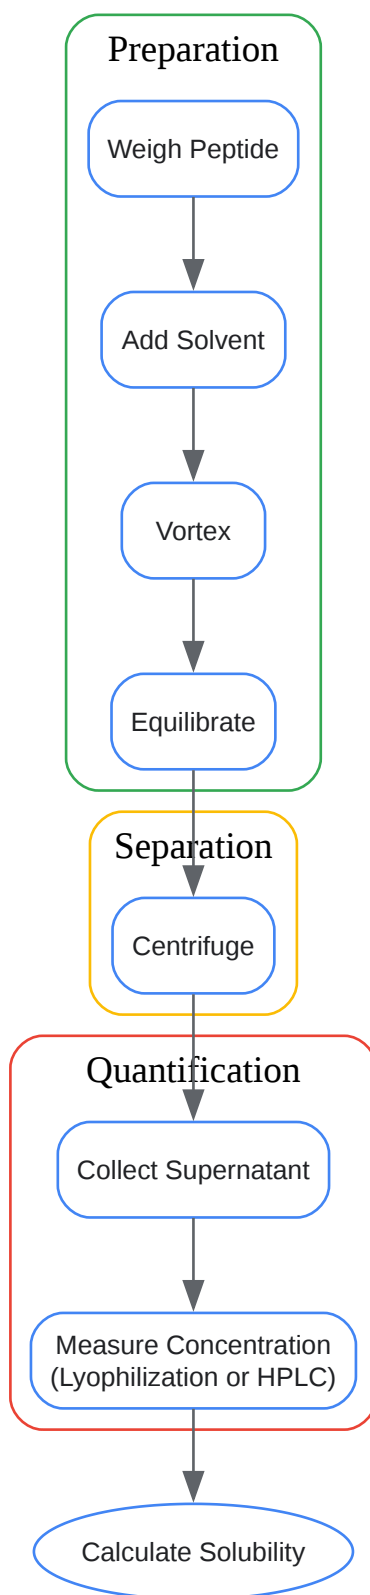 Preparation
Weigh Peptide
Add Solvent
Vortex
Equilibrate
Separation
Centrifuge
Quantification
Collect Supernatant
Measure Concentration
(Lyophilization or HPLC)
Calculate Solubility